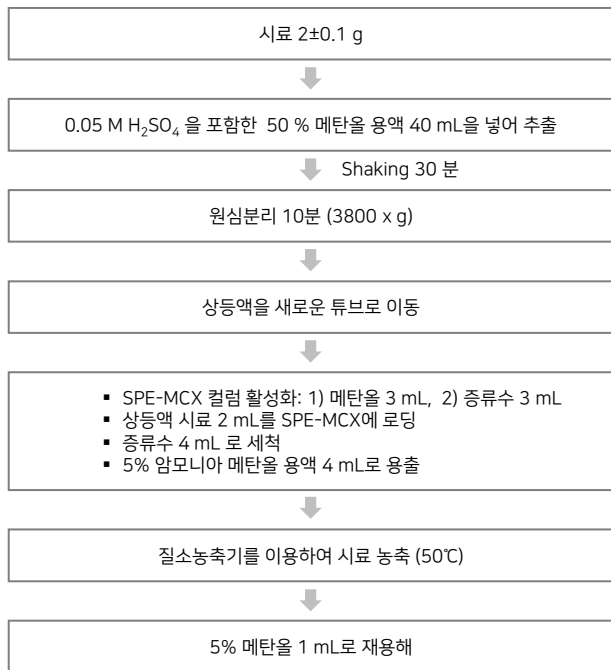 시료 2±0.1 g
0.05 M H₂SO₄ 을 포함한 50 % 메탄올 용액 40 mL을 넣어 추출
Shaking 30 분
원심분리 10분 (3800 x g)
상등액을 새로운 튜브로 이동
▪ SPE-MCX 컬럼 활성화: 1) 메탄올 3 mL, 2) 증류수 3 mL
▪ 상등액 시료 2 mL를 SPE-MCX에 로딩
▪ 증류수 4 mL 로 세척
▪ 5% 암모니아 메탄올 용액 4 mL로 용출
질소농축기를 이용하여 시료 농축 (50℃)
5% 메탄올 1 mL로 재용해